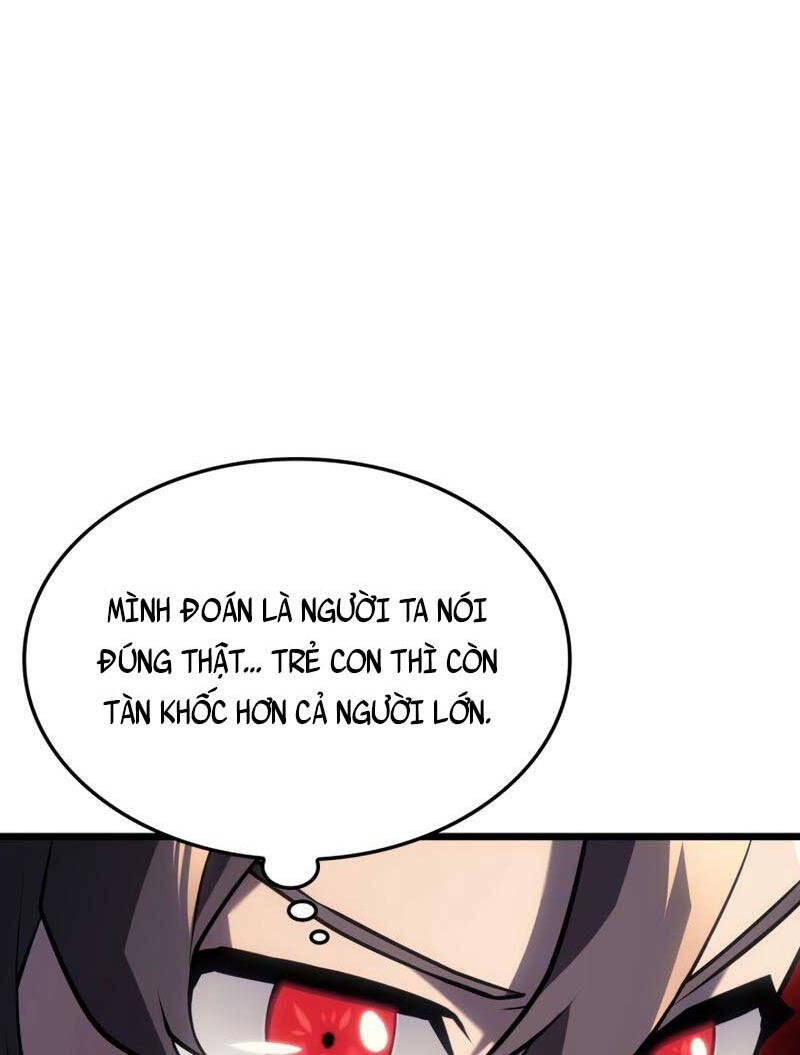 MÌNH ĐOÁN LÀ NGƯỜI TA NÓI
ĐÚNG THẬT... TRẺ CON THÌ CÒN
TÀN KHỐC HƠN CẢ NGƯỜI LỚN.